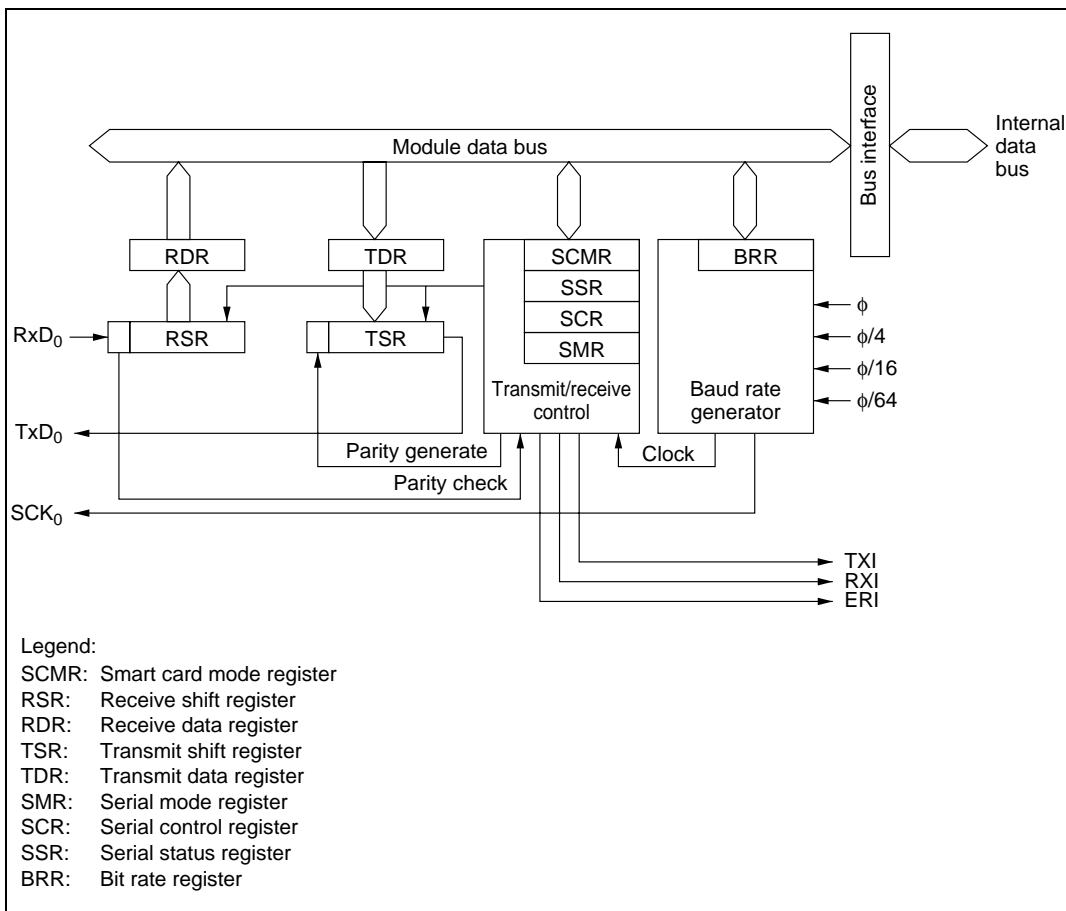 Bus interface
Internal
data
bus
Module data bus
RDR
TDR
SCMR
BRR
SSR
SCR
SMR
RxD0
RSR
TSR
ϕ
ϕ/4
ϕ/16
ϕ/64
Transmit/receive
control
Baud rate
generator
TxD0
Parity generate
Clock
Parity check
SCK0
TXI
RXI
ERI
Legend:
SCMR: Smart card mode register
RSR: Receive shift register
RDR: Receive data register
TSR: Transmit shift register
TDR: Transmit data register
SMR: Serial mode register
SCR: Serial control register
SSR: Serial status register
BRR: Bit rate register